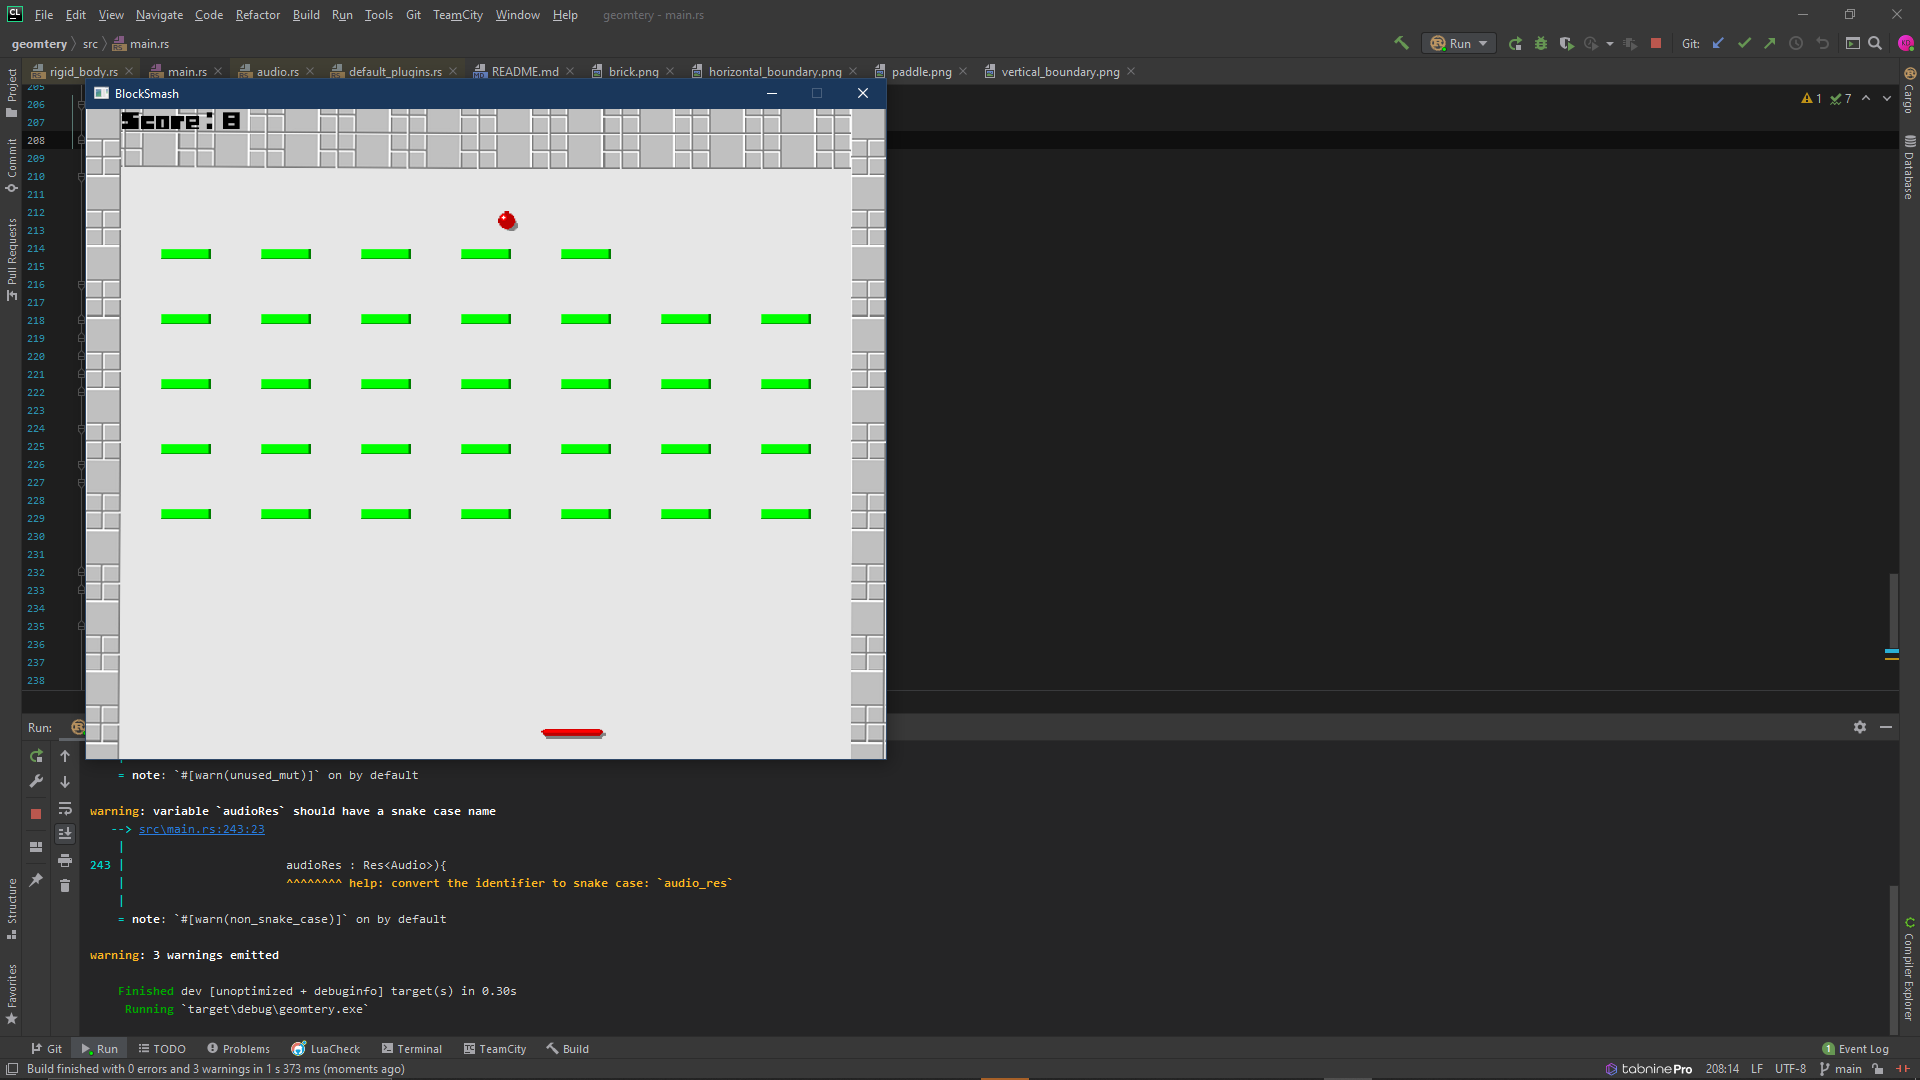 CL File Edit View Navigate Code Refactor Build Run Tools Git TeamCity Window Help geomtery - main.rs
geomtery src main.rs Run Git:
rigid_body.rs main.rs audio.rs default_plugins.rs README.md brick.png horizontal_boundary.png paddle.png vertical_boundary.png
BlockSmash
Score:8
1 7
205
206
207
208
209
210
211
212
213
214
215
216
217
218
219
220
221
222
223
224
225
226
227
228
229
230
231
232
233
234
235
236
237
238
Project
Commit
Pull Requests
Structure
Favorites
Cargo
Database
Compiler Explorer
Run:
= note: `#[warn(unused_mut)]` on by default
warning: variable `audioRes` should have a snake case name
--> src\main.rs:243:23
|
243 | audioRes : Res<Audio>){
| ^^^^^^^^ help: convert the identifier to snake case: `audio_res`
|
= note: `#[warn(non_snake_case)]` on by default
warning: 3 warnings emitted
Finished dev [unoptimized + debuginfo] target(s) in 0.30s
Running `target\debug\geomtery.exe`
Git Run TODO Problems LuaCheck Terminal TeamCity Build 1 Event Log
Build finished with 0 errors and 3 warnings in 1 s 373 ms (moments ago) tabninePro 208:14 LF UTF-8 main